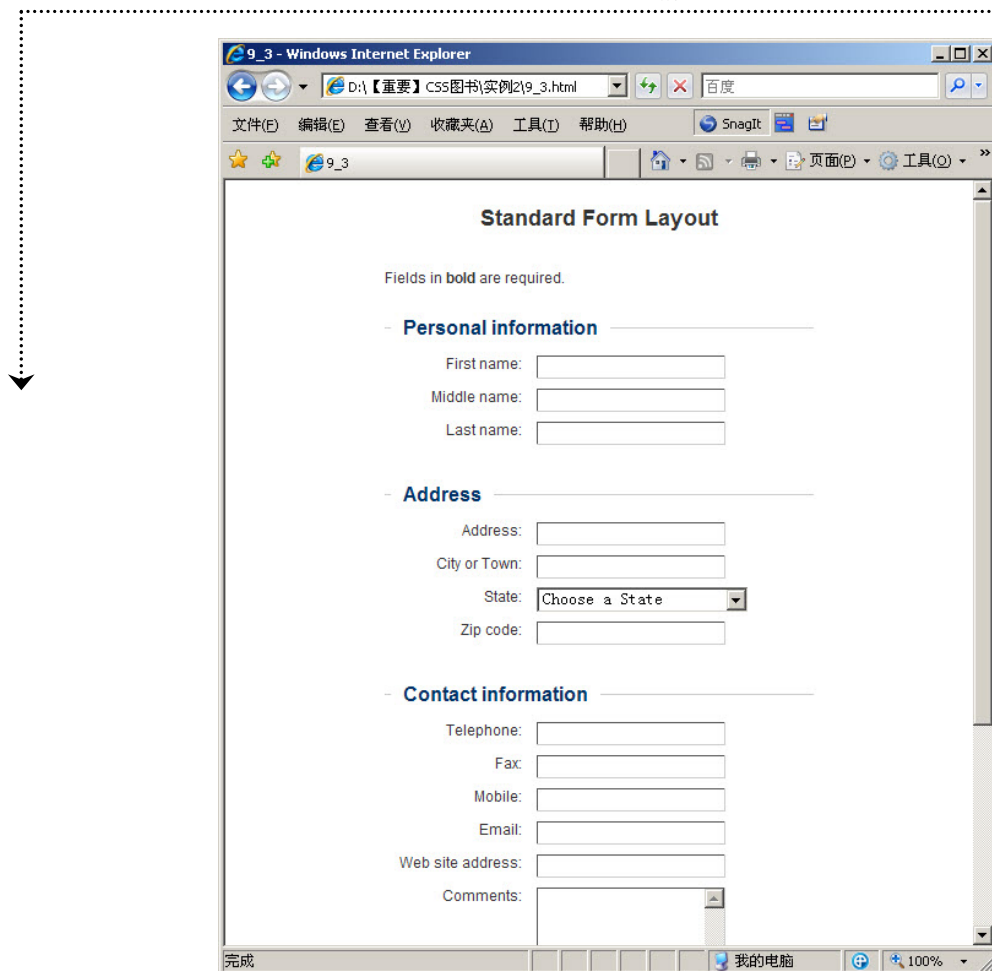 9_3 - Windows Internet Explorer
D:\【重要】CSS图书\实例2\9_3.html
百度
文件(F) 编辑(E) 查看(V) 收藏夹(A) 工具(T) 帮助(H) SnagIt
9_3 页面(P) 工具(O) »
Standard Form Layout
Fields in bold are required.
Personal information
First name:
Middle name:
Last name:
Address
Address:
City or Town:
State: Choose a State
Zip code:
Contact information
Telephone:
Fax:
Mobile:
Email:
Web site address:
Comments:
完成 我的电脑 100%